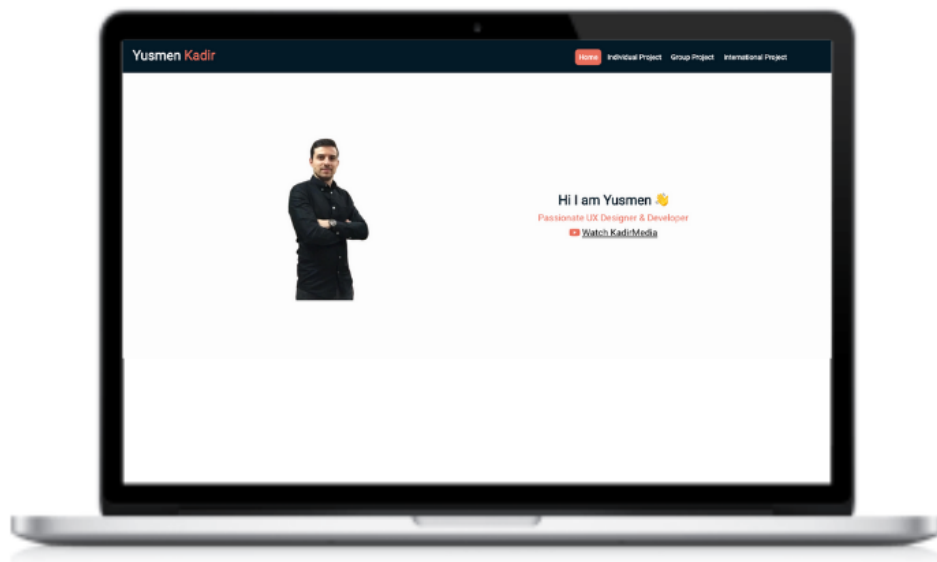 Yusmen Kadir
Home Individual Project Group Project International Project
Hi I am Yusmen 👋
Passionate UX Designer & Developer
Watch KadirMedia